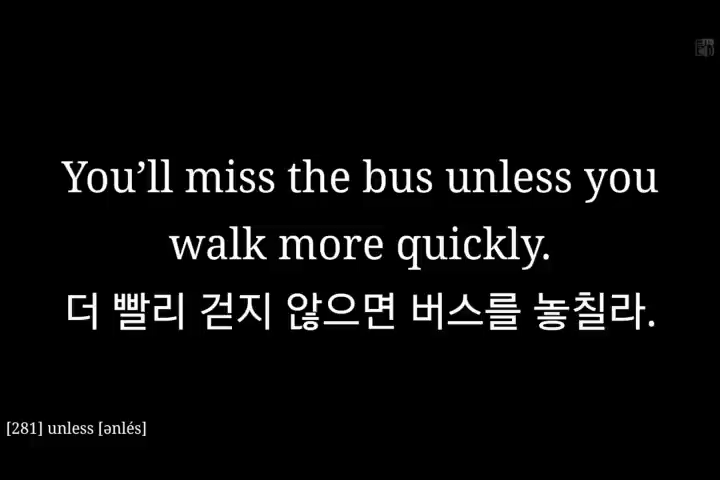 You’ll miss the bus unless you
walk more quickly.
더 빨리 걷지 않으면 버스를 놓칠라.
[281] unless [ənlés]